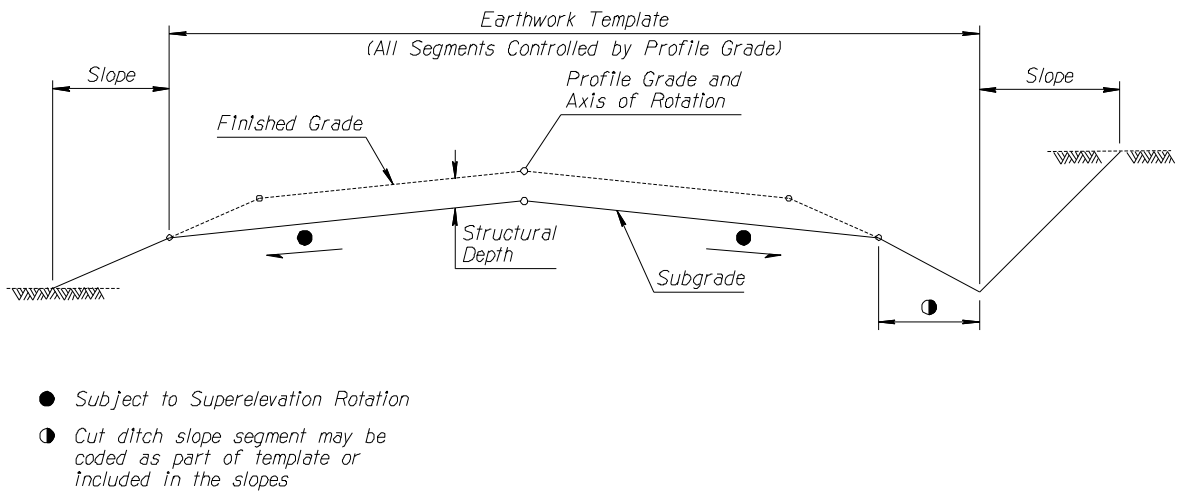 Earthwork Template
(All Segments Controlled by Profile Grade)
Slope
Slope
Profile Grade and
Axis of Rotation
Finished Grade
Structural
Depth
Subgrade
Subject to Superelevation Rotation
Cut ditch slope segment may be
coded as part of template or
included in the slopes